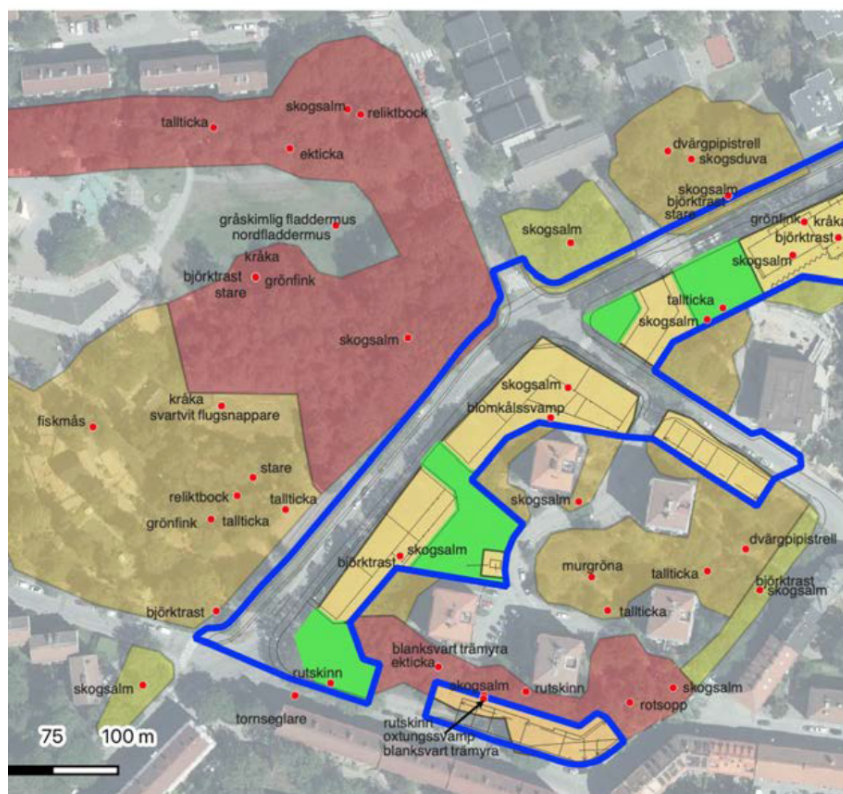 skogsalm
reliktbock
tallticka
ekticka
dvärgpipistrell
skogsduva
skogsalm
björktrast
stare
gråskimlig fladdermus
nordfladdermus
skogsalm
grönfink
kråka
björktrast
skogsalm
kråka
björktrast
grönfink
stare
tallticka
skogsalm
skogsalm
skogsalm
kråka
svartvit flugsnappare
blomkålssvamp
fiskmås
stare
reliktbock
tallticka
grönfink
tallticka
skogsalm
skogsalm
björktrast
dvärgpipistrell
murgröna
tallticka
björktrast
skogsalm
björktrast
tallticka
blanksvart trämyra
ekticka
skogsalm
rutskinn
skogsalm
rutskinn
skogsalm
rotsopp
tornseglare
rutskinn
oxtungssvamp
blanksvart trämyra
75
100 m